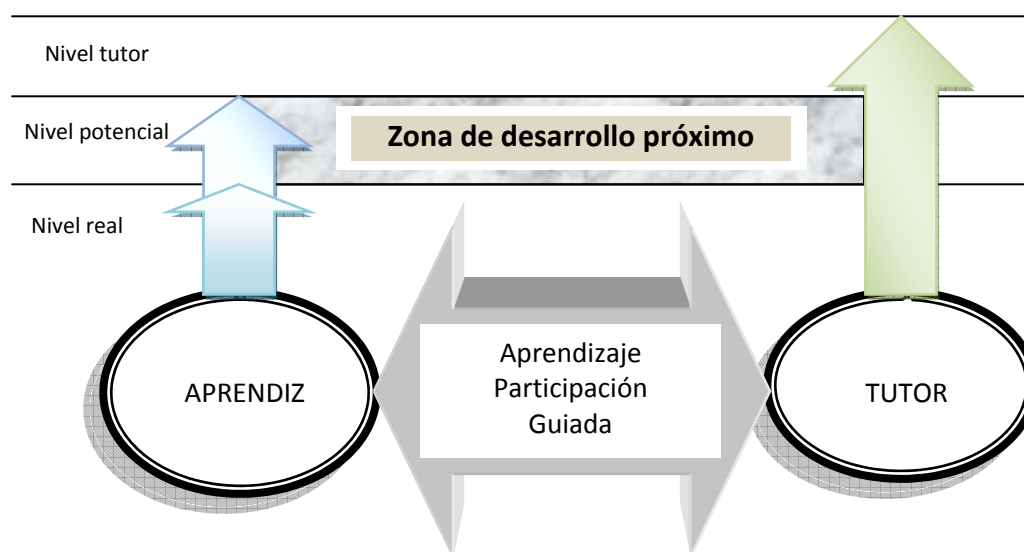 Nivel tutor
Nivel potencial
Zona de desarrollo próximo
Nivel real
APRENDIZ
Aprendizaje
Participación
Guiada
TUTOR